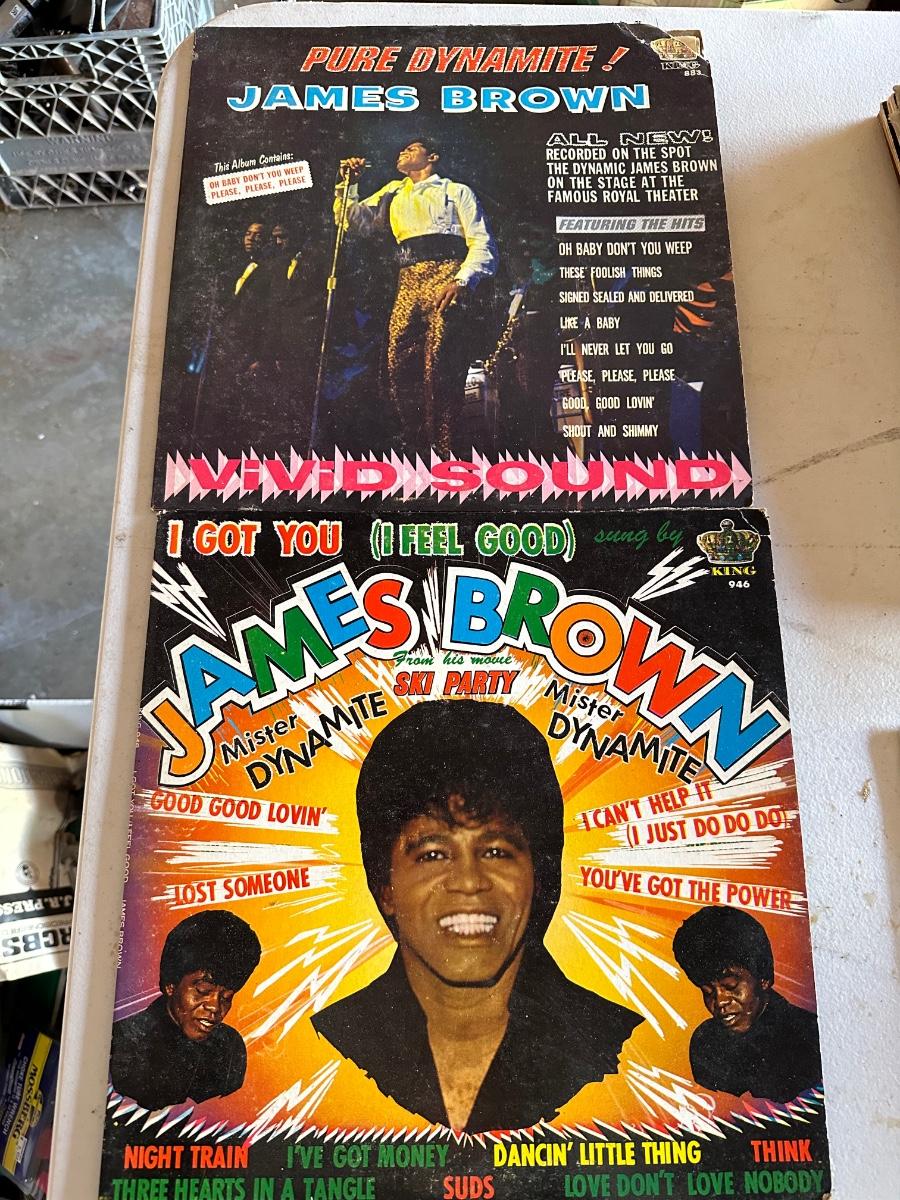 PURE DYNAMITE !
KING
883
JAMES BROWN
This Album Contains:
OH BABY DON'T YOU WEEP
PLEASE, PLEASE, PLEASE
ALL NEW!
RECORDED ON THE SPOT
THE DYNAMIC JAMES BROWN
ON THE STAGE AT THE
FAMOUS ROYAL THEATER
FEATURING THE HITS
OH BABY DON'T YOU WEEP
THESE FOOLISH THINGS
SIGNED SEALED AND DELIVERED
LIKE A BABY
I'LL NEVER LET YOU GO
PLEASE, PLEASE, PLEASE
GOOD, GOOD LOVIN'
SHOUT AND SHIMMY
ViViD SOUND
I GOT YOU (I FEEL GOOD) sung by
KING
946
JAMES BROWN
From his movie
SKI PARTY
Mister
DYNAMITE
Mister
DYNAMITE
GOOD GOOD LOVIN'
I CAN'T HELP IT
(I JUST DO DO DO)
LOST SOMEONE
YOU'VE GOT THE POWER
NIGHT TRAIN I'VE GOT MONEY DANCIN' LITTLE THING THINK
THREE HEARTS IN A TANGLE SUDS LOVE DON'T LOVE NOBODY
JAMES BROWN
J.R. PRESS
RCBS
MOSSBERG